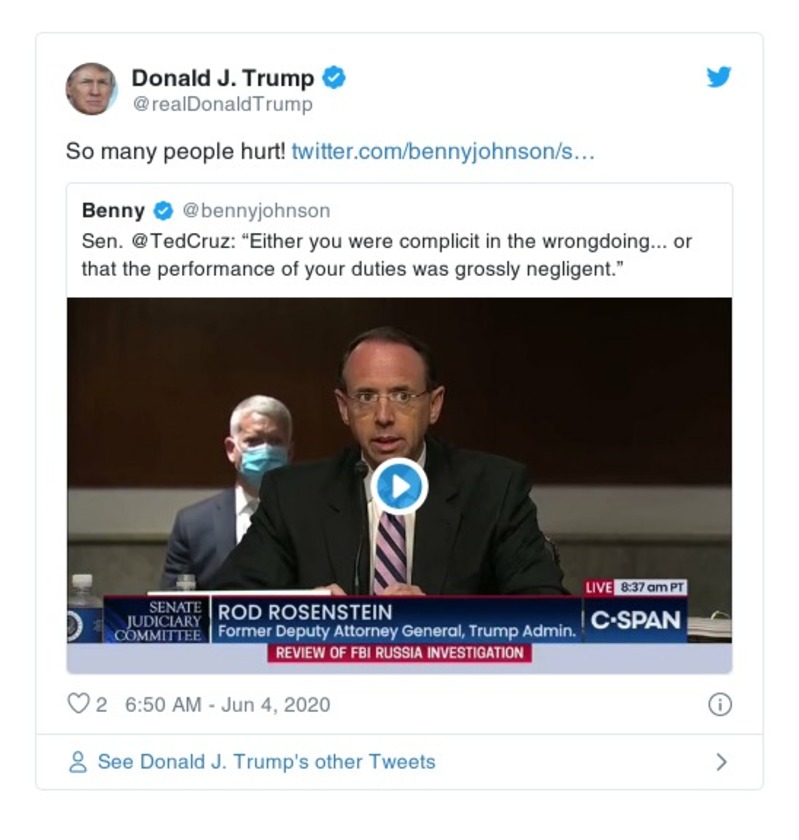 Donald J. Trump
@realDonaldTrump
So many people hurt! twitter.com/bennyjohnson/s…
Benny @bennyjohnson
Sen. @TedCruz: “Either you were complicit in the wrongdoing... or
that the performance of your duties was grossly negligent.”
LIVE 8:37 am PT
SENATE
JUDICIARY
COMMITTEE
ROD ROSENSTEIN
Former Deputy Attorney General, Trump Admin.
C-SPAN
REVIEW OF FBI RUSSIA INVESTIGATION
2 6:50 AM - Jun 4, 2020
See Donald J. Trump's other Tweets